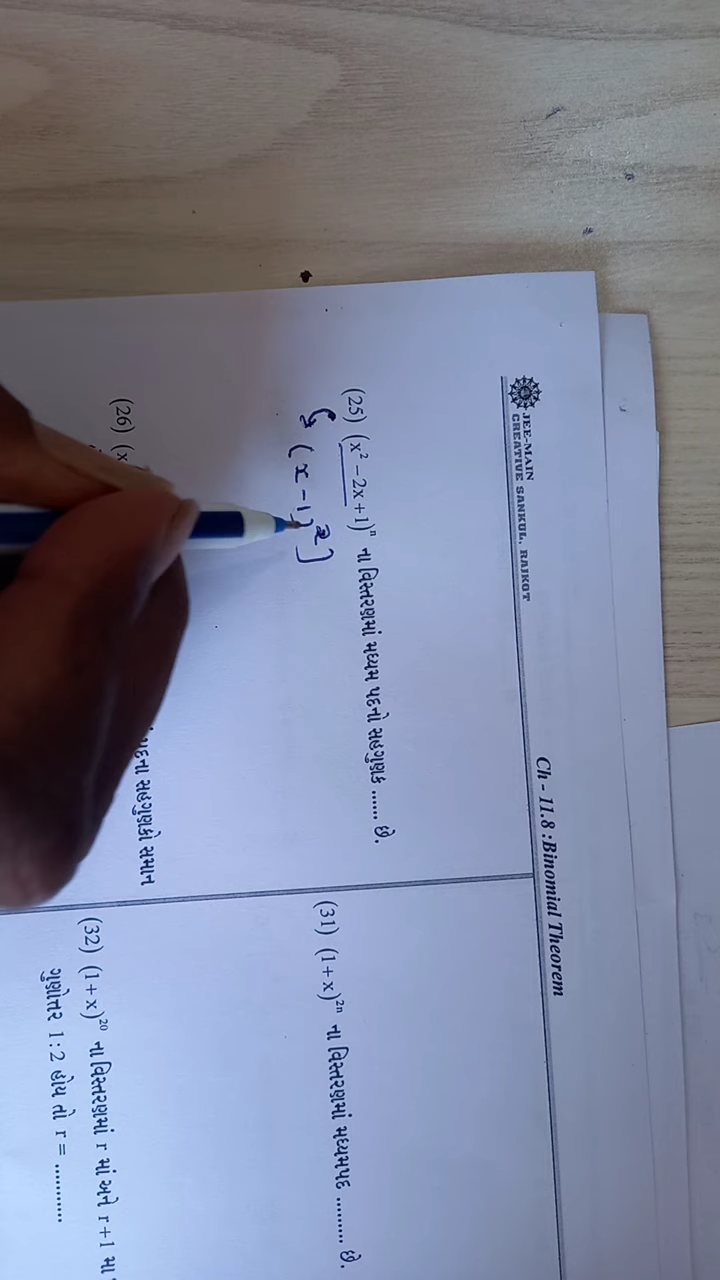 JEE-MAIN
CREATIVE SANKUL, RAJKOT
Ch - 11.8 : Binomial Theorem
(25) (x² − 2x + 1)ⁿ ના વિસ્તરણમાં મધ્યમ પદનો સહગુણક ...... છે.
(x − 1)²
(26) (x
પદના સહગુણકો સમાન
(31) (1 + x)²ⁿ ના વિસ્તરણમાં મધ્યમપદ ......... છે.
(32) (1 + x)²⁰ ના વિસ્તરણમાં r માં અને r + 1 મા
ગુણોત્તર 1 : 2 હોય તો r = ............